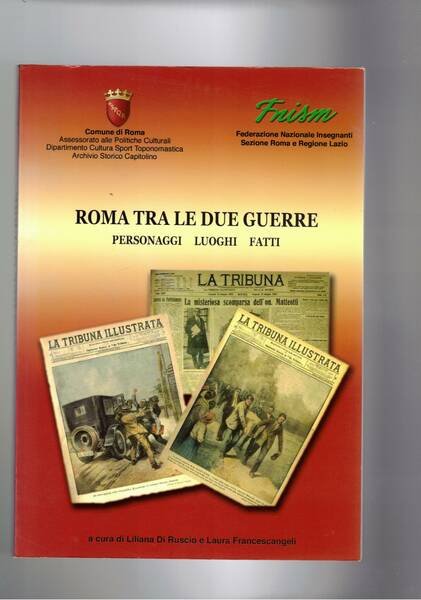 Comune di Roma
Assessorato alle Politiche Culturali
Dipartimento Cultura Sport Toponomastica
Archivio Storico Capitolino
Fnism
Federazione Nazionale Insegnanti
Sezione Roma e Regione Lazio
ROMA TRA LE DUE GUERRE
PERSONAGGI LUOGHI FATTI
LA TRIBUNA
La misteriosa scomparsa dell'on. Matteotti
LA TRIBUNA ILLUSTRATA
LA TRIBUNA ILLUSTRATA
a cura di Liliana Di Ruscio e Laura Francescangeli